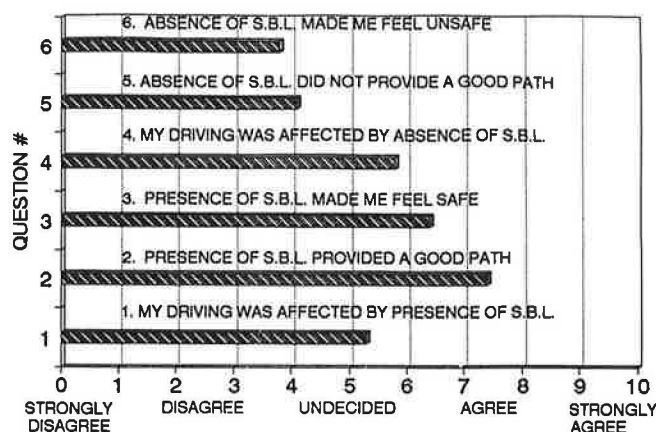 6. ABSENCE OF S.B.L. MADE ME FEEL UNSAFE
6
5. ABSENCE OF S.B.L. DID NOT PROVIDE A GOOD PATH
5
4. MY DRIVING WAS AFFECTED BY ABSENCE OF S.B.L.
4
QUESTION #
3. PRESENCE OF S.B.L. MADE ME FEEL SAFE
3
2. PRESENCE OF S.B.L. PROVIDED A GOOD PATH
2
1. MY DRIVING WAS AFFECTED BY PRESENCE OF S.B.L.
1
0 1 2 3 4 5 6 7 8 9 10
STRONGLY DISAGREE UNDECIDED AGREE STRONGLY
DISAGREE AGREE